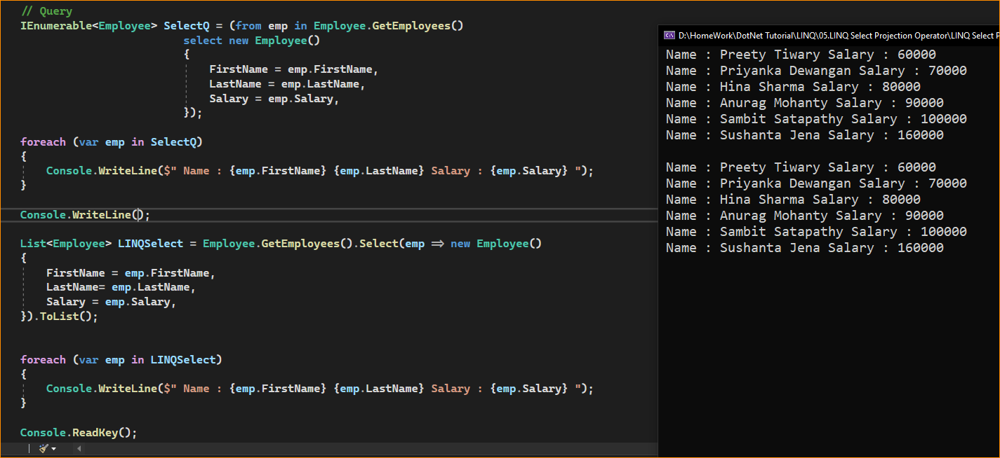 // Query
IEnumerable<Employee> SelectQ = (from emp in Employee.GetEmployees()
select new Employee()
{
FirstName = emp.FirstName,
LastName = emp.LastName,
Salary = emp.Salary,
});
foreach (var emp in SelectQ)
{
Console.WriteLine($" Name : {emp.FirstName} {emp.LastName} Salary : {emp.Salary} ");
}
Console.WriteLine();
List<Employee> LINQSelect = Employee.GetEmployees().Select(emp => new Employee()
{
FirstName = emp.FirstName,
LastName= emp.LastName,
Salary = emp.Salary,
}).ToList();
foreach (var emp in LINQSelect)
{
Console.WriteLine($" Name : {emp.FirstName} {emp.LastName} Salary : {emp.Salary} ");
}
Console.ReadKey();
D:\HomeWork\DotNet Tutorial\LINQ\05.LINQ Select Projection Operator\LINQ Select P
Name : Preety Tiwary Salary : 60000
Name : Priyanka Dewangan Salary : 70000
Name : Hina Sharma Salary : 80000
Name : Anurag Mohanty Salary : 90000
Name : Sambit Satapathy Salary : 100000
Name : Sushanta Jena Salary : 160000
Name : Preety Tiwary Salary : 60000
Name : Priyanka Dewangan Salary : 70000
Name : Hina Sharma Salary : 80000
Name : Anurag Mohanty Salary : 90000
Name : Sambit Satapathy Salary : 100000
Name : Sushanta Jena Salary : 160000